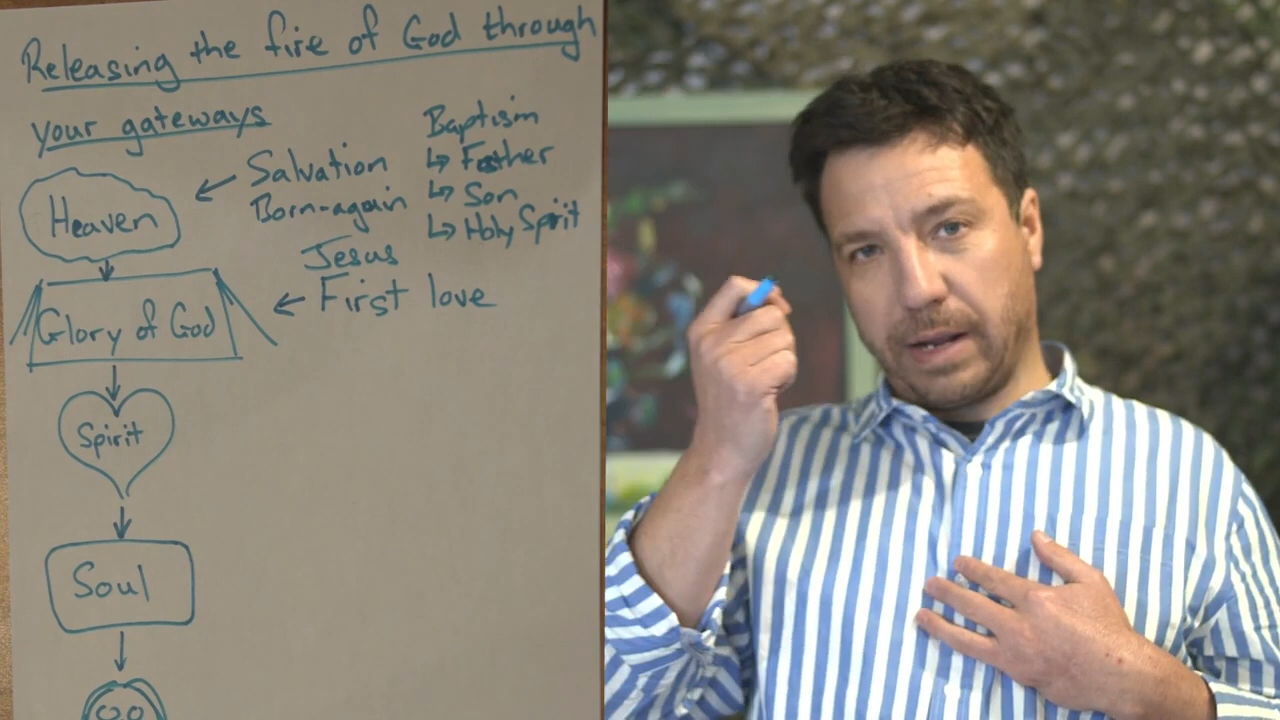 Releasing the fire of God through
your gateways
Baptism
↳ Father
↳ Son
↳ Holy Spirit
← Salvation
Born-again
Heaven
Jesus
← First love
Glory of God
Spirit
Soul